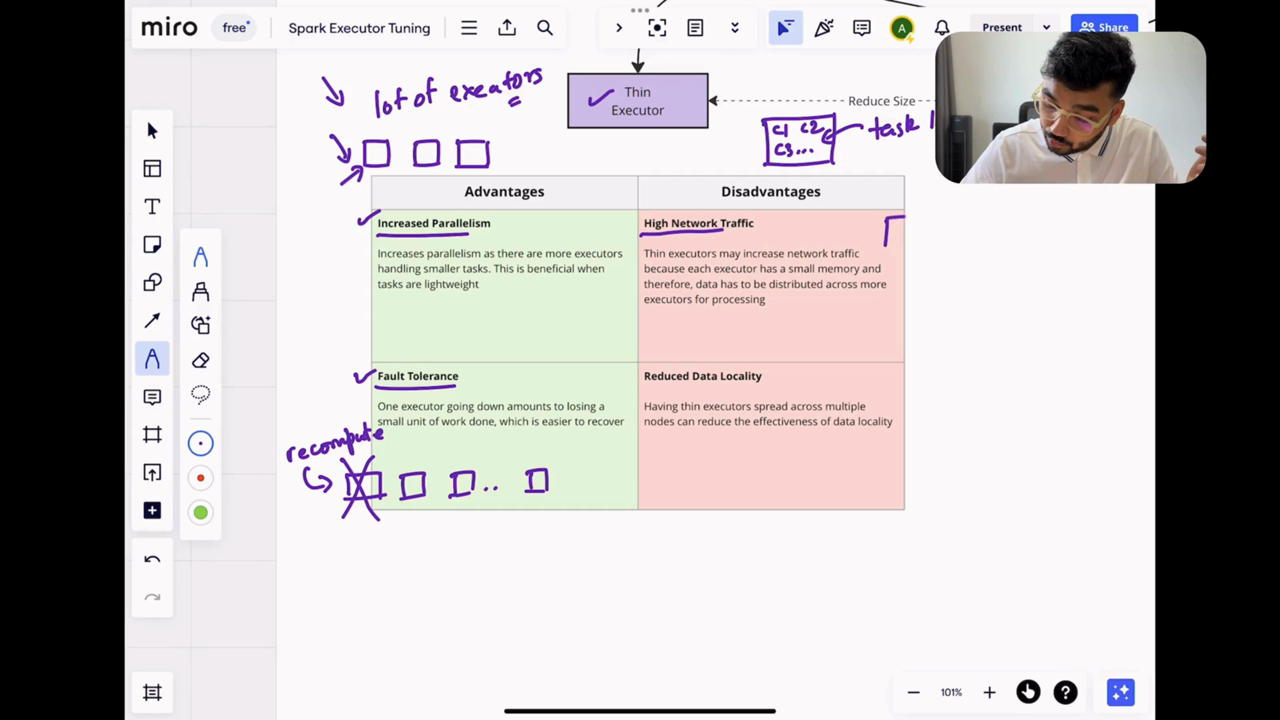 miro
free
Spark Executor Tuning
A
Present
Share
lot of execators
Thin
Executor
Reduce Size
C1 C2
C3...
task 1
Advantages
Disadvantages
Increased Parallelism
Increases parallelism as there are more executors
handling smaller tasks. This is beneficial when
tasks are lightweight
High Network Traffic
Thin executors may increase network traffic
because each executor has a small memory and
therefore, data has to be distributed across more
executors for processing
Fault Tolerance
One executor going down amounts to losing a
small unit of work done, which is easier to recover
Reduced Data Locality
Having thin executors spread across multiple
nodes can reduce the effectiveness of data locality
recompute
101%